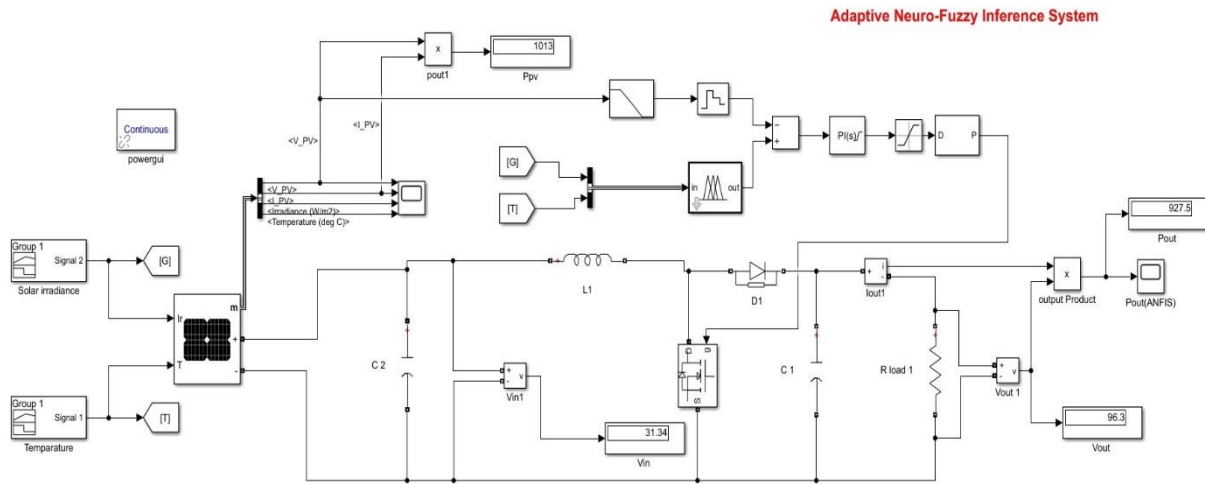 Adaptive Neuro-Fuzzy Inference System
x
pout1
1013
Ppv
Continuous
powergui
<V_PV>
<I_PV>
<V_PV>
<I_PV>
<Irradiance (W/m2)>
<Temperature (deg C)>
[G]
[T]
in
out
−
+
PI(s)
D
P
Group 1
Signal 2
Solar irradiance
[G]
Group 1
Signal 1
Temparature
[T]
Ir
T
m
+
-
C 2
L1
+
-
v
Vin1
31.34
Vin
D1
g
D
S
C 1
+
i
-
Iout1
R load 1
x
output Product
927.5
Pout
Pout(ANFIS)
+
-
v
Vout 1
96.3
Vout